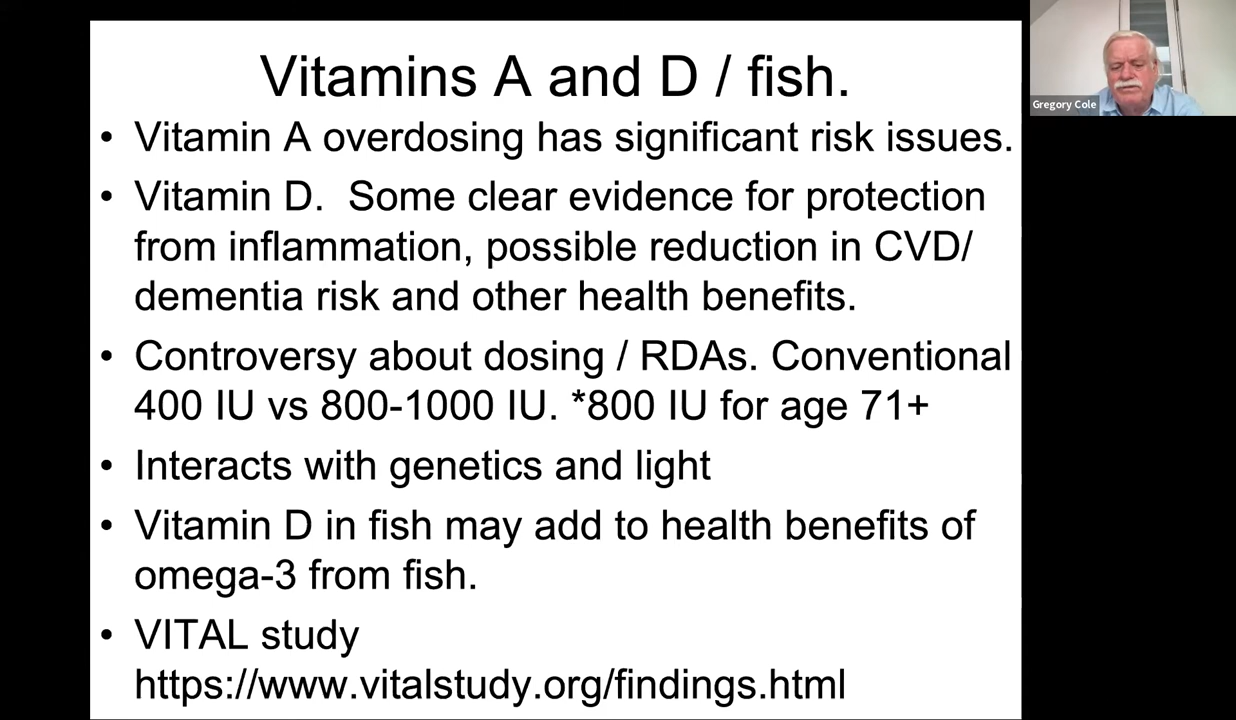 Vitamins A and D / fish.
• Vitamin A overdosing has significant risk issues.
• Vitamin D.  Some clear evidence for protection
from inflammation, possible reduction in CVD/
dementia risk and other health benefits.
• Controversy about dosing / RDAs. Conventional
400 IU vs 800-1000 IU. *800 IU for age 71+
• Interacts with genetics and light
• Vitamin D in fish may add to health benefits of
omega-3 from fish.
• VITAL study
https://www.vitalstudy.org/findings.html
Gregory Cole